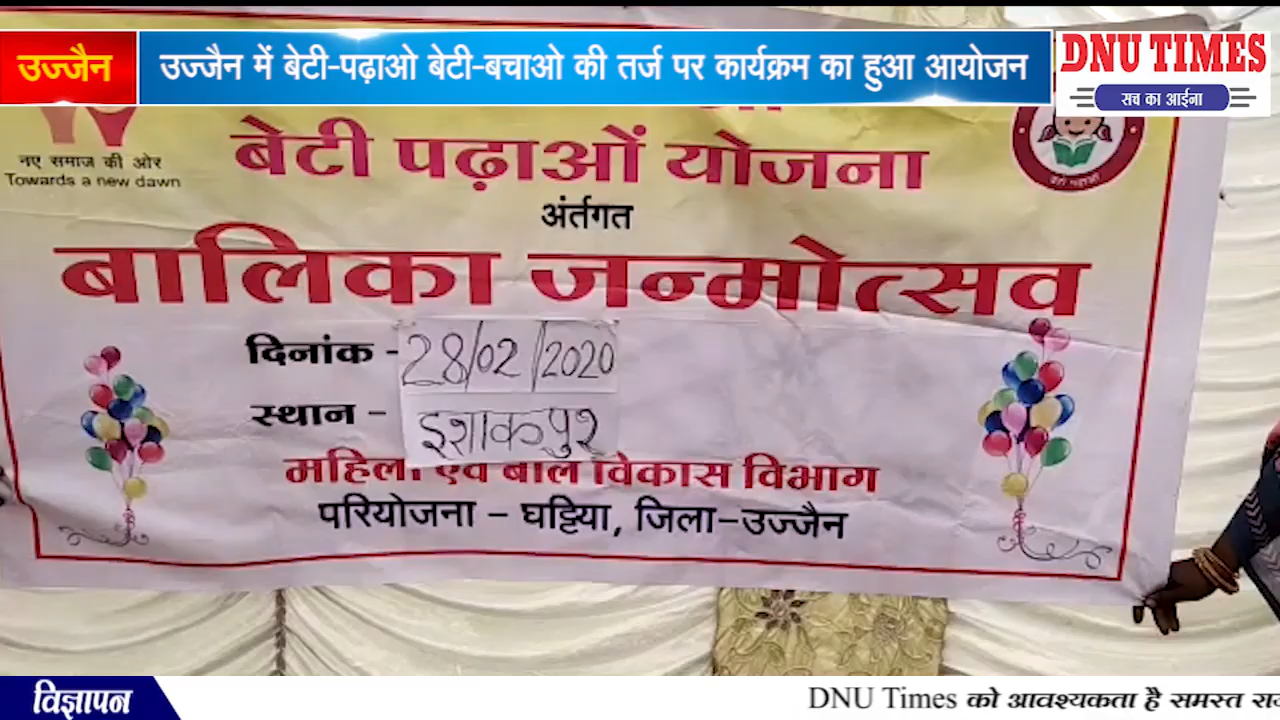 उज्जैन
उज्जैन में बेटी-पढ़ाओ बेटी-बचाओ की तर्ज पर कार्यक्रम का हुआ आयोजन
DNU TIMES
सच का आईना
नए समाज की ओर
Towards a new dawn
बेटी पढ़ाओं योजना
अंर्तगत
बालिका जन्मोत्सव
दिनांक - 28/02/2020
स्थान - इशाकपुर
महिला एवं बाल विकास विभाग
परियोजना - घट्टिया, जिला-उज्जैन
विज्ञापन
DNU Times को आवश्यकता है समस्त